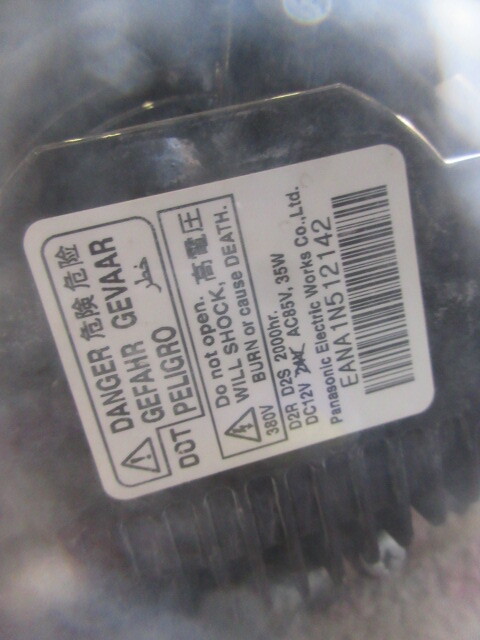 DANGER 危険 危险
GEFAHR GEVAAR
PELIGRO خطر
DOT
Do not open.
WILL SHOCK, 高電圧
BURN or cause DEATH.
380V
D2R D2S 2000hr.
DC12V AC85V, 35W
Panasonic Electric Works Co.,Ltd.
EANA1N512142